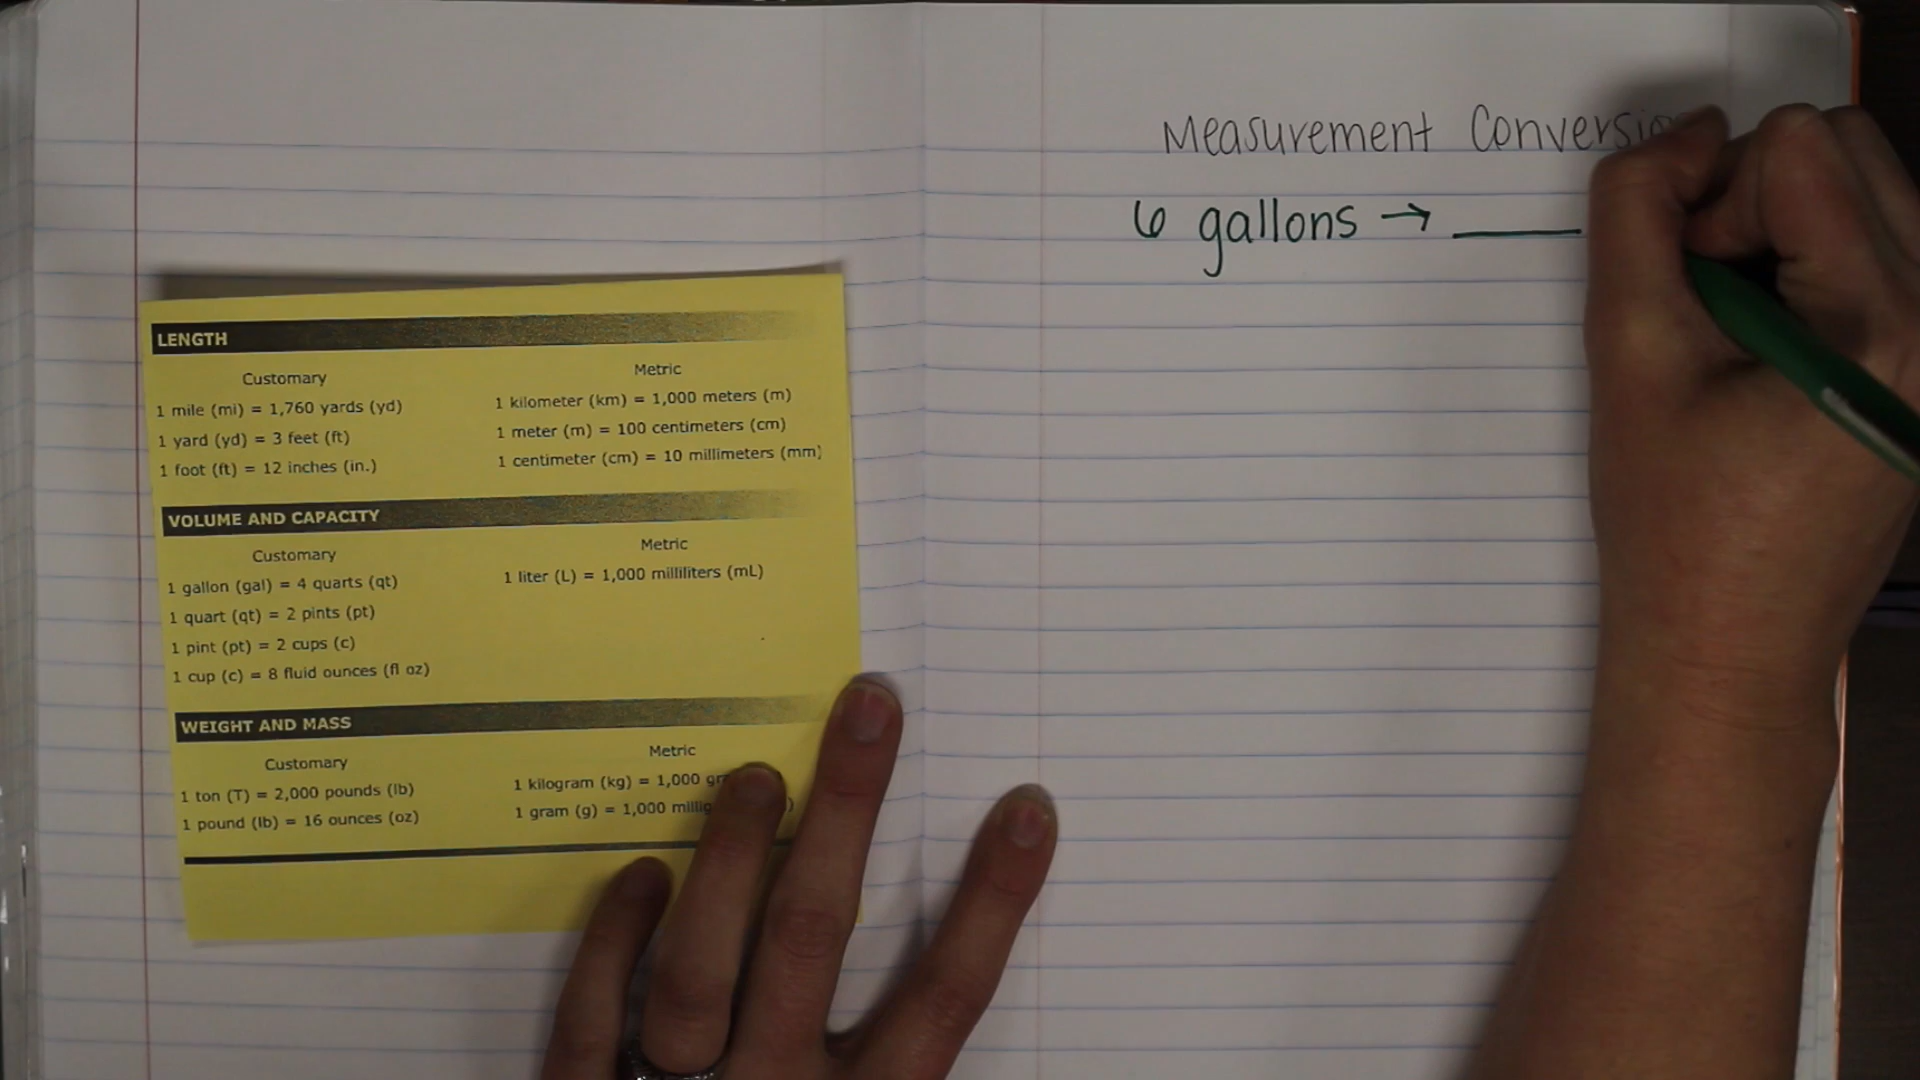 Measurement
6 gallons → ____
LENGTH
Customary
1 mile (mi) = 1,760 yards (yd)
1 yard (yd) = 3 feet (ft)
1 foot (ft) = 12 inches (in.)
Metric
1 kilometer (km) = 1,000 meters (m)
1 meter (m) = 100 centimeters (cm)
1 centimeter (cm) = 10 millimeters (mm)
VOLUME AND CAPACITY
Customary
1 gallon (gal) = 4 quarts (qt)
1 quart (qt) = 2 pints (pt)
1 pint (pt) = 2 cups (c)
1 cup (c) = 8 fluid ounces (fl oz)
Metric
1 liter (L) = 1,000 milliliters (mL)
WEIGHT AND MASS
Customary
1 ton (T) = 2,000 pounds (lb)
1 pound (lb) = 16 ounces (oz)
Metric
1 kilogram (kg) = 1,000
1 gram (g) = 1,000